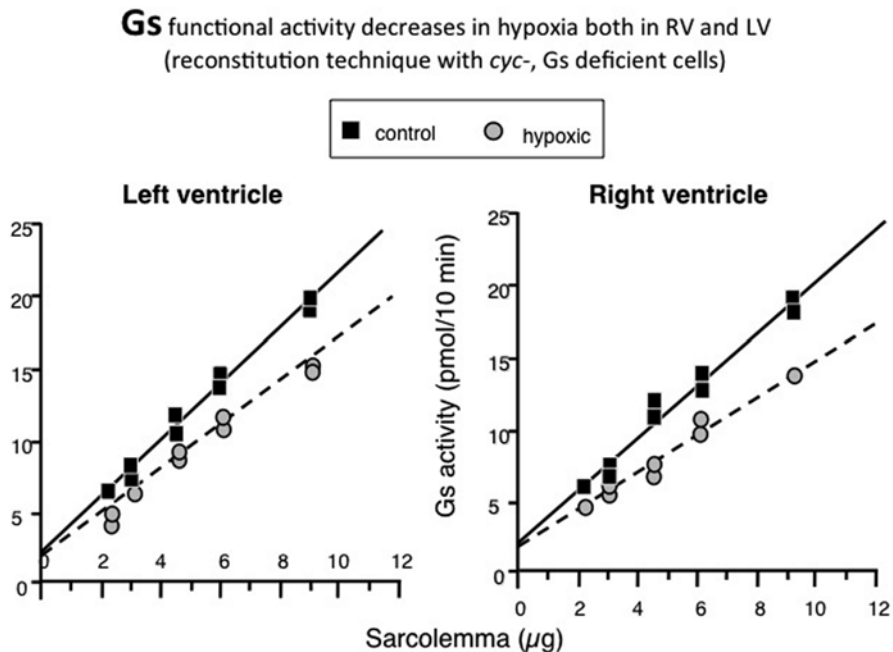 Gs functional activity decreases in hypoxia both in RV and LV
(reconstitution technique with cyc-, Gs deficient cells)
control hypoxic
Left ventricle
25
20
15
10
5
0
0 2 4 6 8 10 12
Right ventricle
Gs activity (pmol/10 min)
25
20
15
10
5
0
0 2 4 6 8 10 12
Sarcolemma (µg)